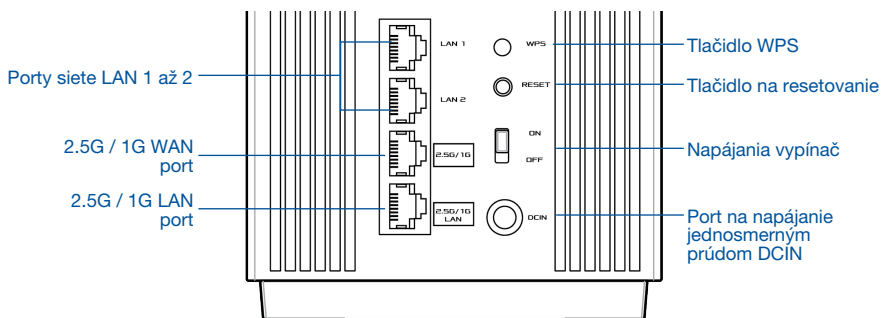 Porty siete LAN 1 až 2
2.5G / 1G WAN
port
2.5G / 1G LAN
port
LAN 1
LAN 2
2.5G/1G
2.5G/1G
LAN
WPS
RESET
ON
OFF
DCIN
Tlačidlo WPS
Tlačidlo na resetovanie
Napájania vypínač
Port na napájanie
jednosmerným
prúdom DCIN